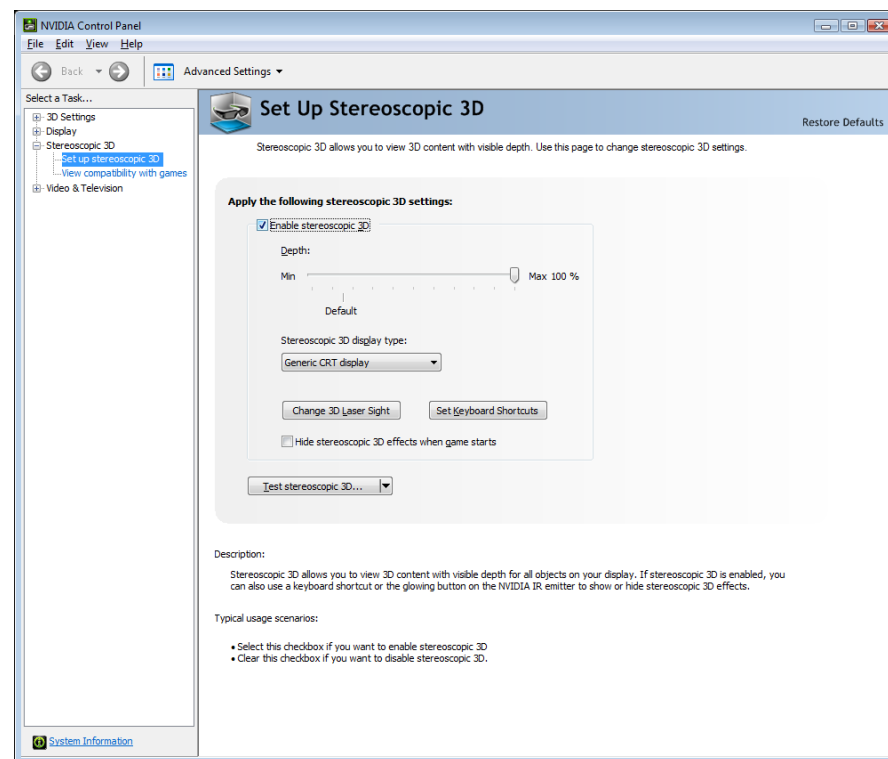 NVIDIA Control Panel
File Edit View Help
Back Advanced Settings
Select a Task...
3D Settings
Display
Stereoscopic 3D
Set up stereoscopic 3D
View compatibility with games
Video & Television
System Information
Set Up Stereoscopic 3D
Restore Defaults
Stereoscopic 3D allows you to view 3D content with visible depth. Use this page to change stereoscopic 3D settings.
Apply the following stereoscopic 3D settings:
Enable stereoscopic 3D
Depth:
Min Max 100 %
Default
Stereoscopic 3D display type:
Generic CRT display
Change 3D Laser Sight Set Keyboard Shortcuts
Hide stereoscopic 3D effects when game starts
Test stereoscopic 3D...
Description:
Stereoscopic 3D allows you to view 3D content with visible depth for all objects on your display. If stereoscopic 3D is enabled, you
can also use a keyboard shortcut or the glowing button on the NVIDIA IR emitter to show or hide stereoscopic 3D effects.
Typical usage scenarios:
• Select this checkbox if you want to enable stereoscopic 3D
• Clear this checkbox if you want to disable stereoscopic 3D.